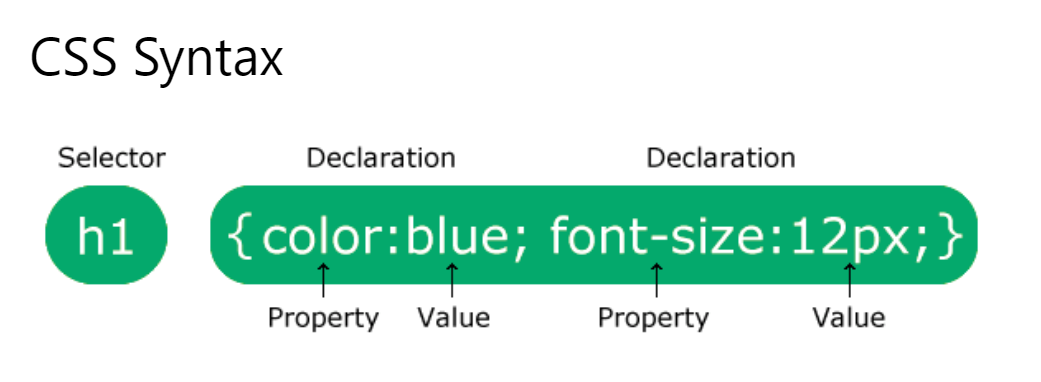 CSS Syntax
Selector Declaration Declaration
h1 {color:blue; font-size:12px;}
Property Value Property Value